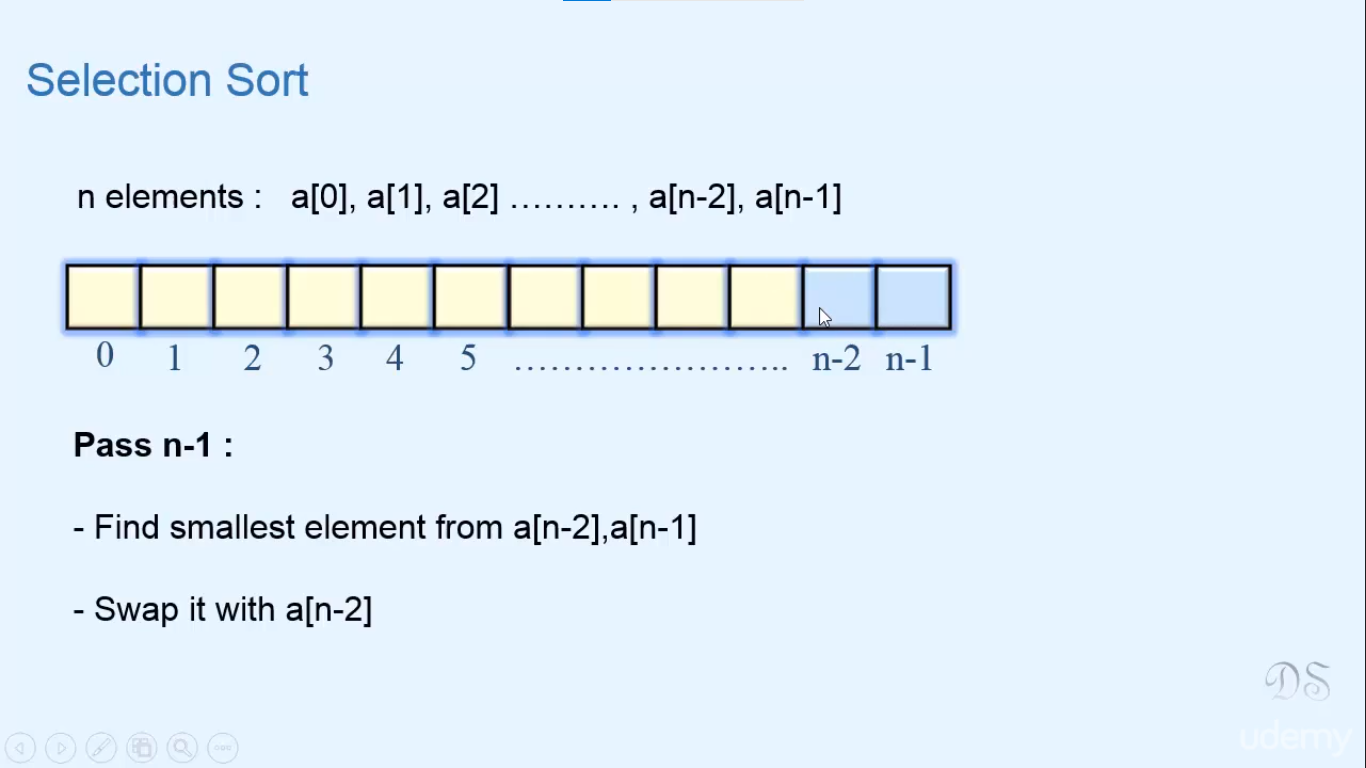 Selection Sort
n elements : a[0], a[1], a[2] .......... , a[n-2], a[n-1]
0 1 2 3 4 5 ...................... n-2 n-1
Pass n-1 :
- Find smallest element from a[n-2],a[n-1]
- Swap it with a[n-2]
DS
udemy